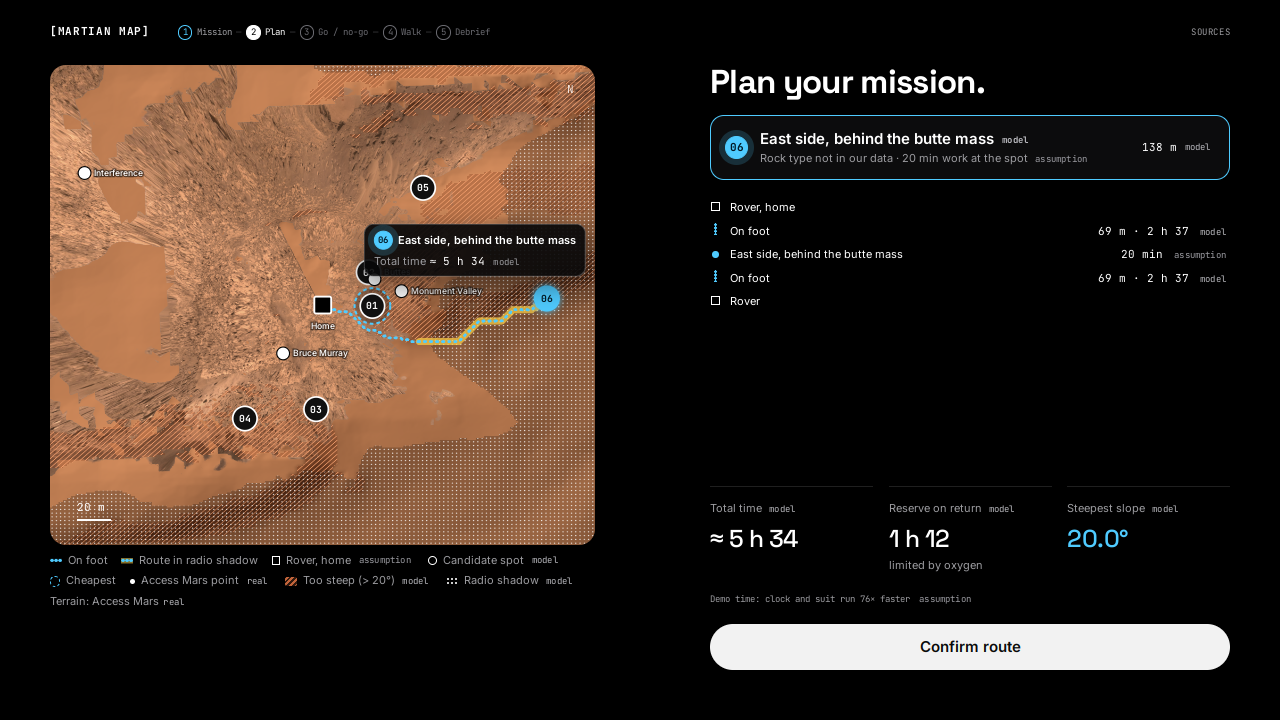 [MARTIAN MAP] 1 Mission – 2 Plan – 3 Go / no-go – 4 Walk – 5 Debrief SOURCES
N
Interference
05
06 East side, behind the butte mass
Total time ≈ 5 h 34 model
Monument Valley
01
06
Home
Bruce Murray
03
04
20 m
On foot Route in radio shadow Rover, home assumption Candidate spot model
Cheapest Access Mars point real Too steep (> 20°) model Radio shadow model
Terrain: Access Mars real
Plan your mission.
06 East side, behind the butte mass model 138 m model
Rock type not in our data · 20 min work at the spot assumption
Rover, home
On foot 69 m · 2 h 37 model
East side, behind the butte mass 20 min assumption
On foot 69 m · 2 h 37 model
Rover
Total time model
≈ 5 h 34
Reserve on return model
1 h 12
limited by oxygen
Steepest slope model
20.0°
Demo time: clock and suit run 76× faster assumption
Confirm route